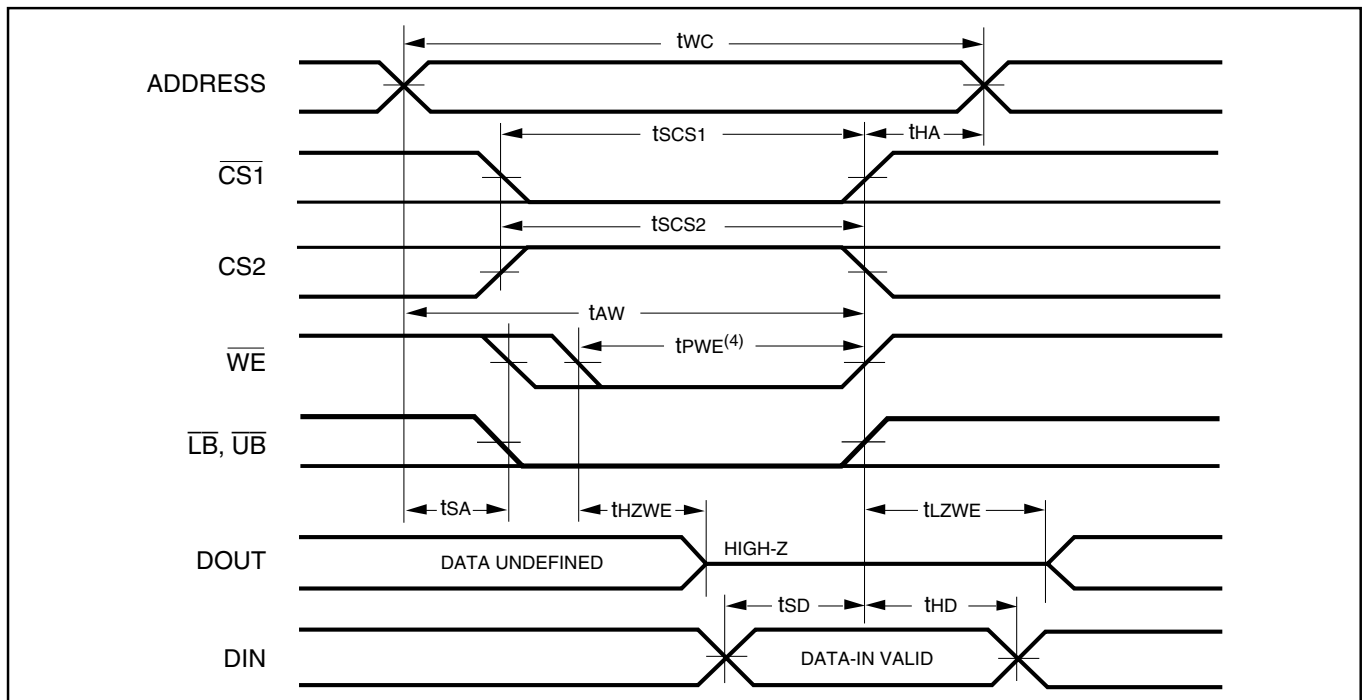 tWC
ADDRESS
tSCS1
tHA
CS1
tSCS2
CS2
tAW
WE
tPWE(4)
LB, UB
tSA
tHZWE
tLZWE
DOUT
DATA UNDEFINED
HIGH-Z
tSD
tHD
DIN
DATA-IN VALID